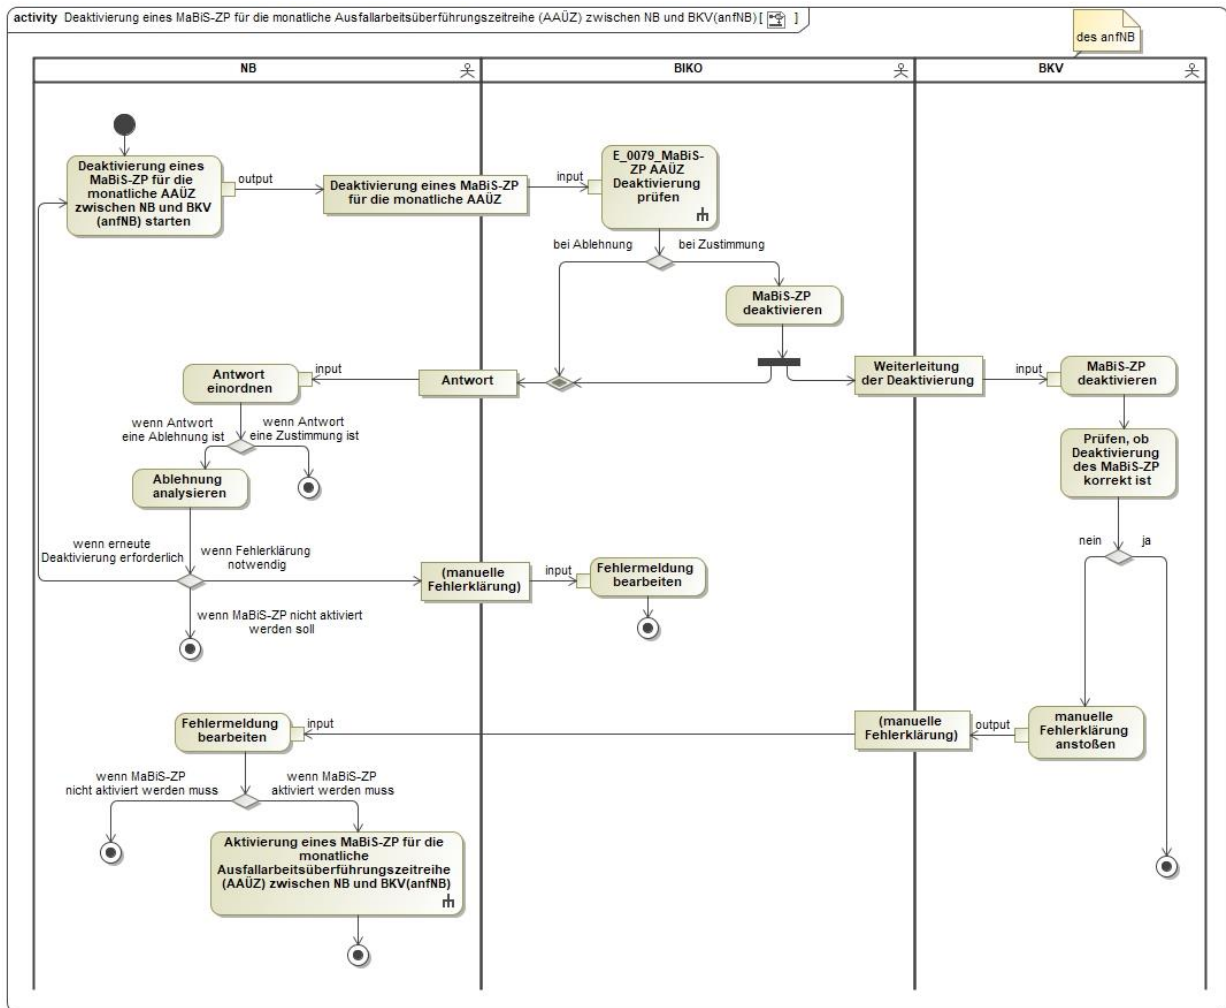 activity Deaktivierung eines MaBiS-ZP für die monatliche Ausfallarbeitsüberführungszeitreihe (AAÜZ) zwischen NB und BKV(anfNB) [ ]
des anfNB
NB
BIKO
BKV
Deaktivierung eines
MaBiS-ZP für die
monatliche AAÜZ
zwischen NB und BKV
(anfNB) starten
output
Deaktivierung eines MaBiS-ZP
für die monatliche AAÜZ
input
E_0079_MaBiS-
ZP AAÜZ
Deaktivierung
prüfen
bei Ablehnung
bei Zustimmung
MaBiS-ZP
deaktivieren
Antwort
einordnen
input
Antwort
Weiterleitung
der Deaktivierung
input
MaBiS-ZP
deaktivieren
wenn Antwort
eine Ablehnung ist
wenn Antwort
eine Zustimmung ist
Prüfen, ob
Deaktivierung
des MaBiS-ZP
korrekt ist
Ablehnung
analysieren
wenn erneute
Deaktivierung erforderlich
wenn Fehlerklärung
notwendig
nein
ja
(manuelle
Fehlerklärung)
input
Fehlermeldung
bearbeiten
wenn MaBiS-ZP nicht aktiviert
werden soll
Fehlermeldung
bearbeiten
input
(manuelle
Fehlerklärung)
output
manuelle
Fehlerklärung
anstoßen
wenn MaBiS-ZP
nicht aktiviert werden muss
wenn MaBiS-ZP
aktiviert werden muss
Aktivierung eines MaBiS-ZP für die
monatliche
Ausfallarbeitsüberführungszeitreihe
(AAÜZ) zwischen NB und BKV(anfNB)